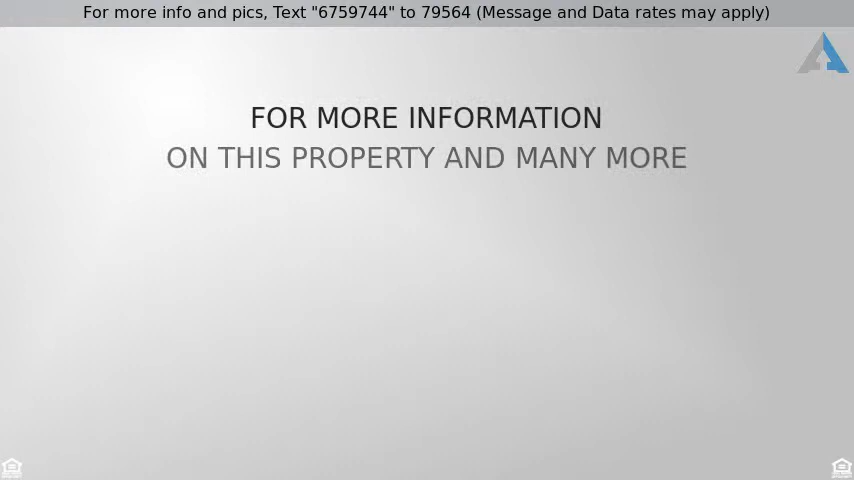 For more info and pics, Text "6759744" to 79564 (Message and Data rates may apply)
FOR MORE INFORMATION
ON THIS PROPERTY AND MANY MORE